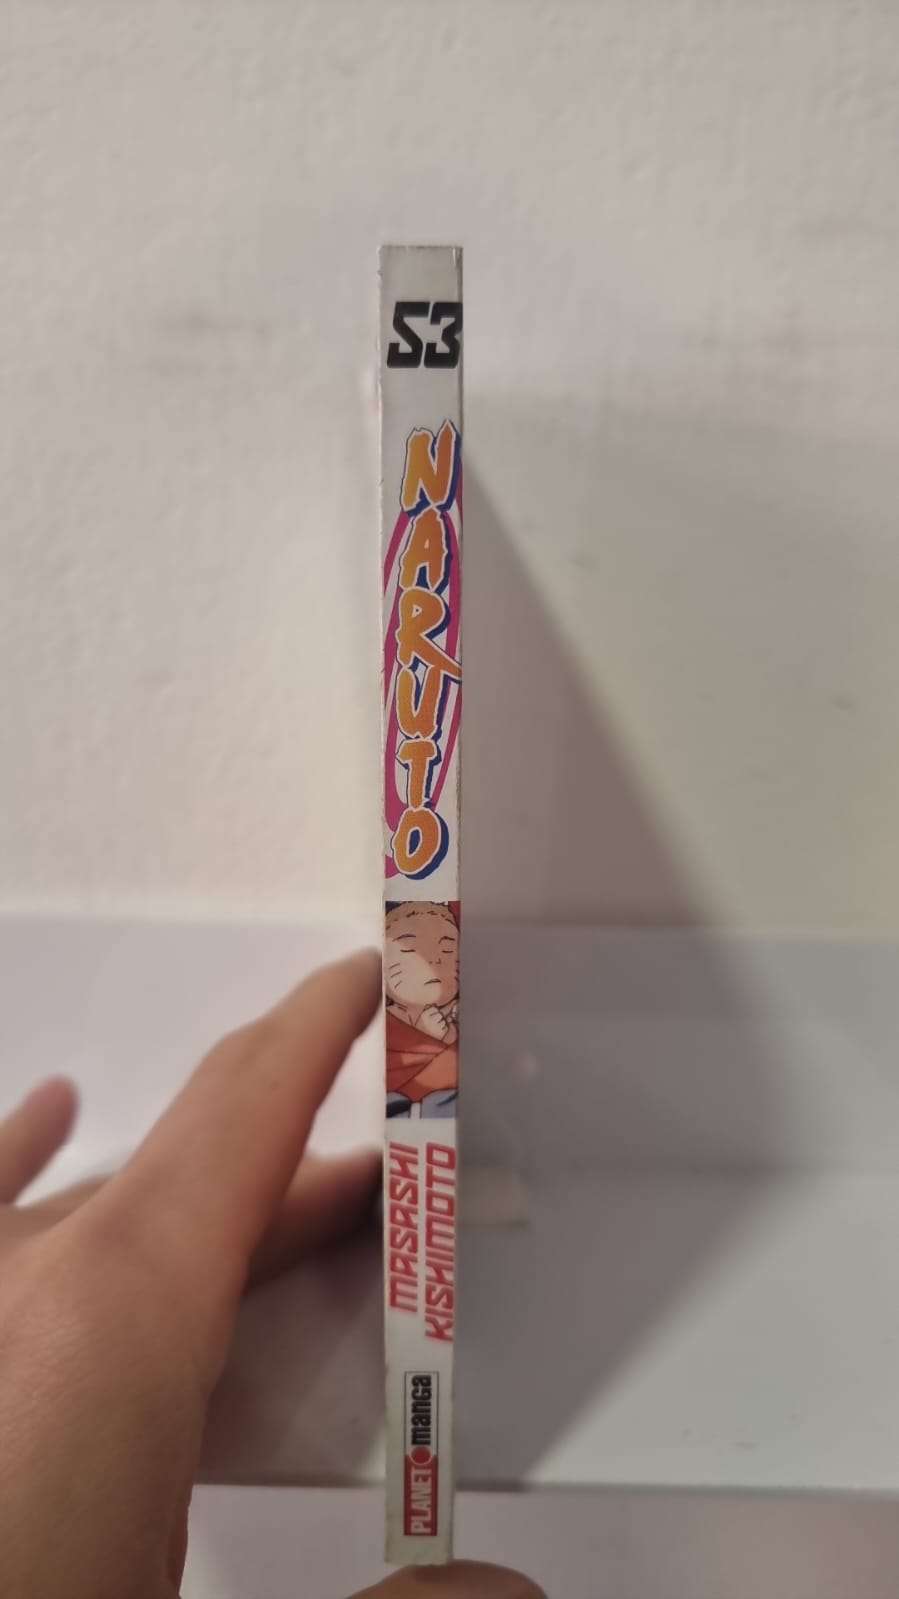 53
NARUTO
MASASHI
KISHIMOTO
PLANET manga